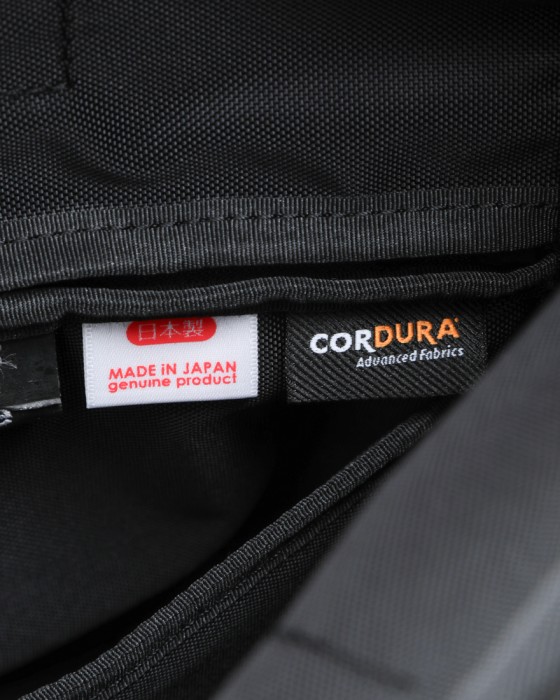 日本製
MADE iN JAPAN
genuine product
CORDURA®
Advanced Fabrics